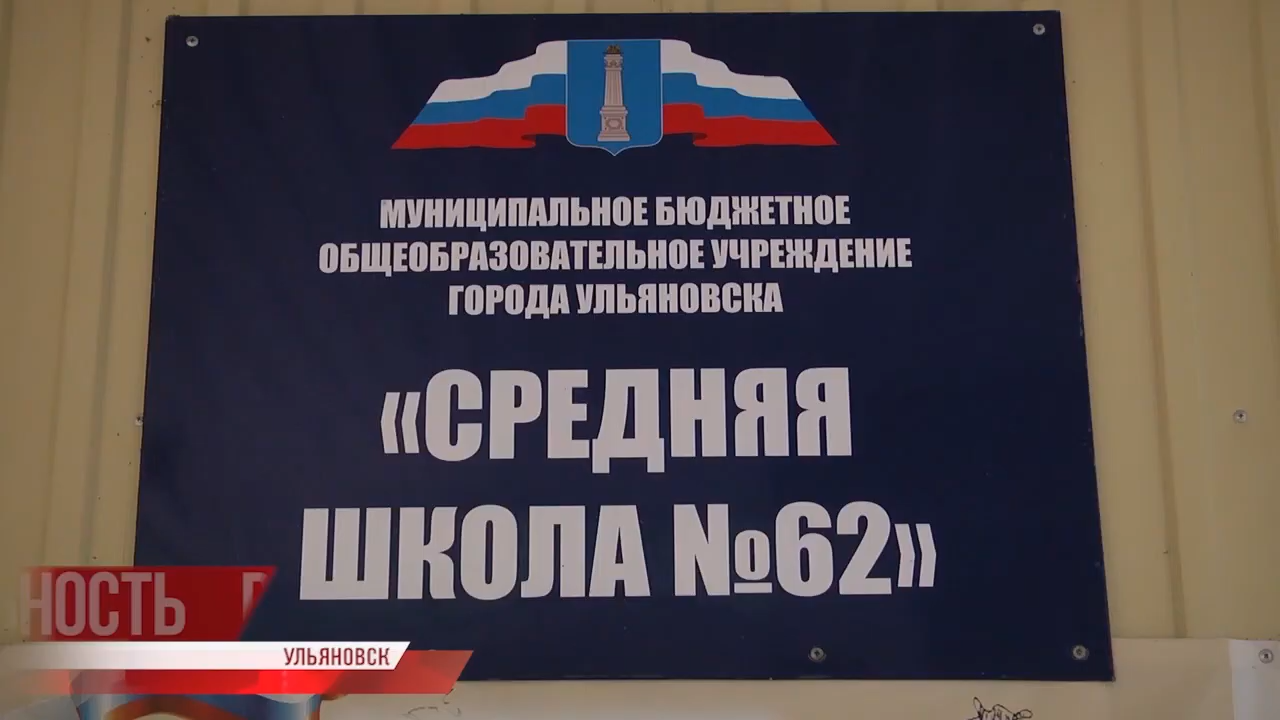 МУНИЦИПАЛЬНОЕ БЮДЖЕТНОЕ
ОБЩЕОБРАЗОВАТЕЛЬНОЕ УЧРЕЖДЕНИЕ
ГОРОДА УЛЬЯНОВСКА
«СРЕДНЯЯ
ШКОЛА №62»
НОСТЬ
УЛЬЯНОВСК